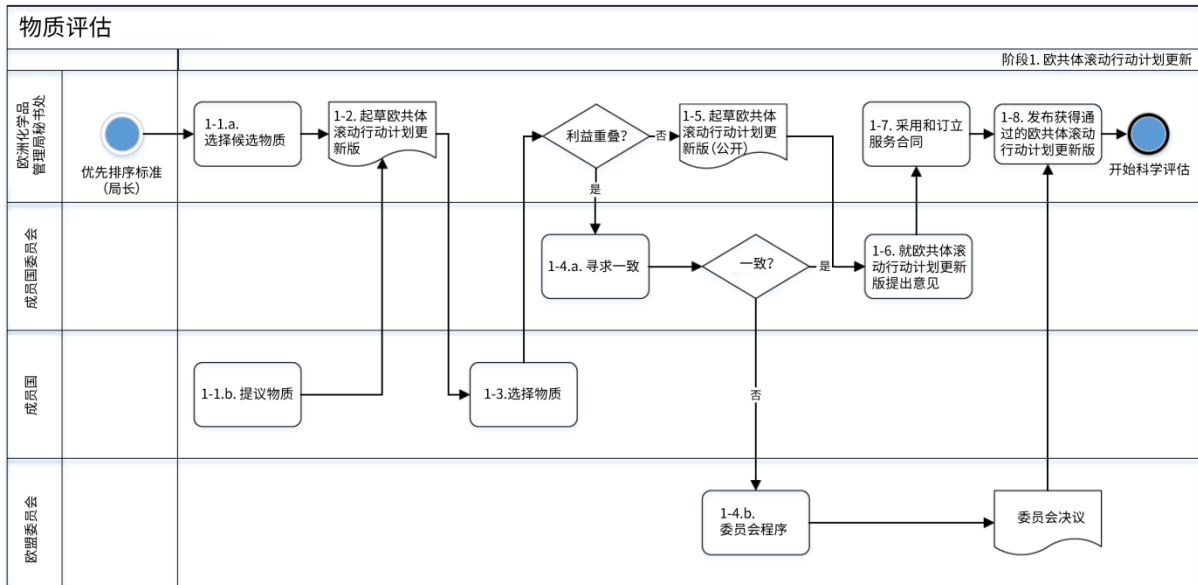 物质评估
阶段1. 欧共体滚动行动计划更新
欧洲化学品
管理局秘书处
优先排序标准
(局长)
1-1.a.
选择候选物质
1-2. 起草欧共体
滚动行动计划更
新版
利益重叠?
否
是
1-5. 起草欧共体
滚动行动计划更
新版(公开)
1-7. 采用和订立
服务合同
1-8. 发布获得通
过的欧共体滚动
行动计划更新版
开始科学评估
成员国委员会
1-4.a. 寻求一致
一致?
是
否
1-6. 就欧共体滚
动行动计划更新
版提出意见
成员国
1-1.b. 提议物质
1-3.选择物质
欧盟委员会
1-4.b.
委员会程序
委员会决议